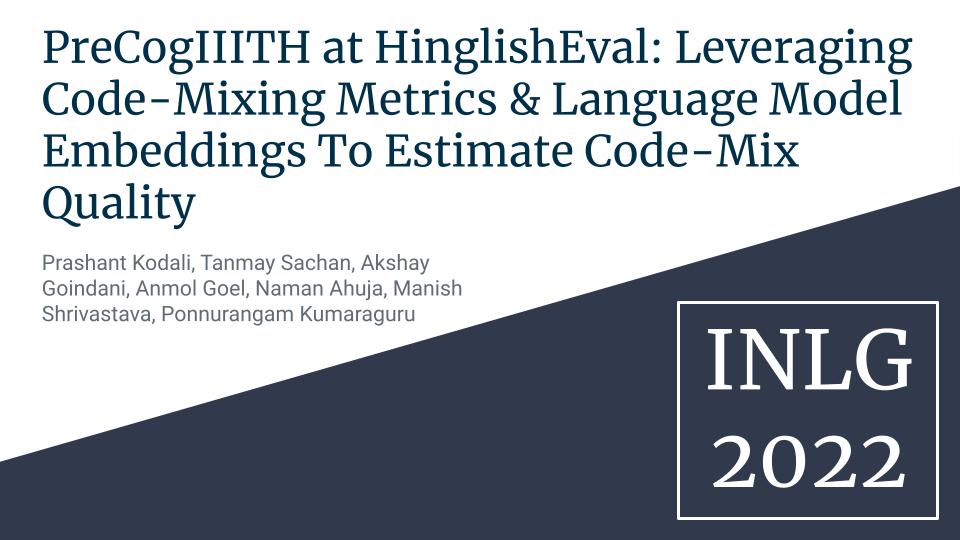 PreCogIIITH at HinglishEval: Leveraging
Code-Mixing Metrics & Language Model
Embeddings To Estimate Code-Mix
Quality
Prashant Kodali, Tanmay Sachan, Akshay
Goindani, Anmol Goel, Naman Ahuja, Manish
Shrivastava, Ponnurangam Kumaraguru
INLG
2022